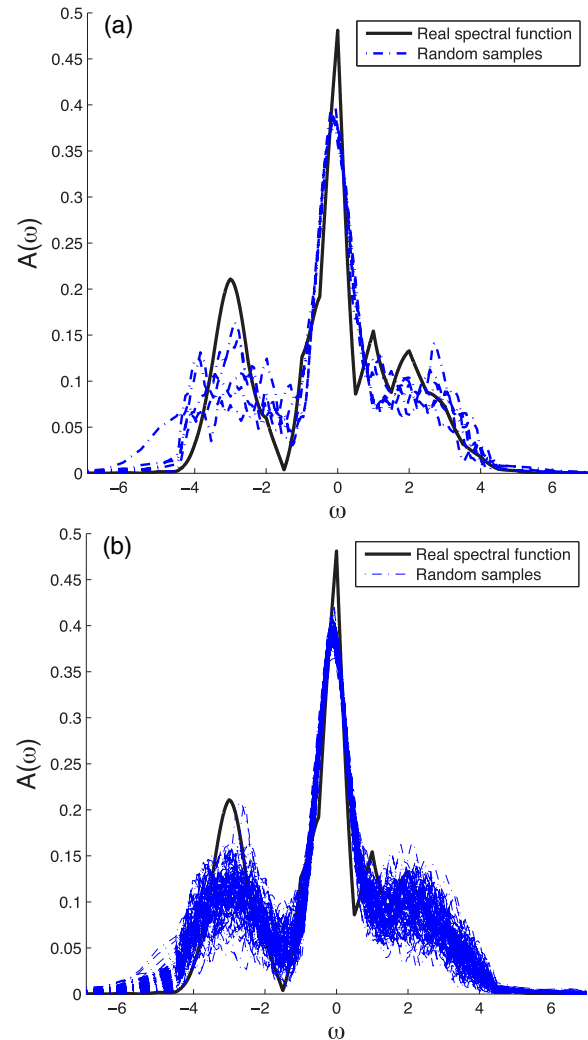 (a)
Real spectral function
Random samples
0.5
0.45
0.4
0.35
0.3
0.25
0.2
0.15
0.1
0.05
0
A(ω)
−6 −4 −2 0 2 4 6
ω
(b)
Real spectral function
Random samples
0.5
0.45
0.4
0.35
0.3
0.25
0.2
0.15
0.1
0.05
0
A(ω)
−6 −4 −2 0 2 4 6
ω